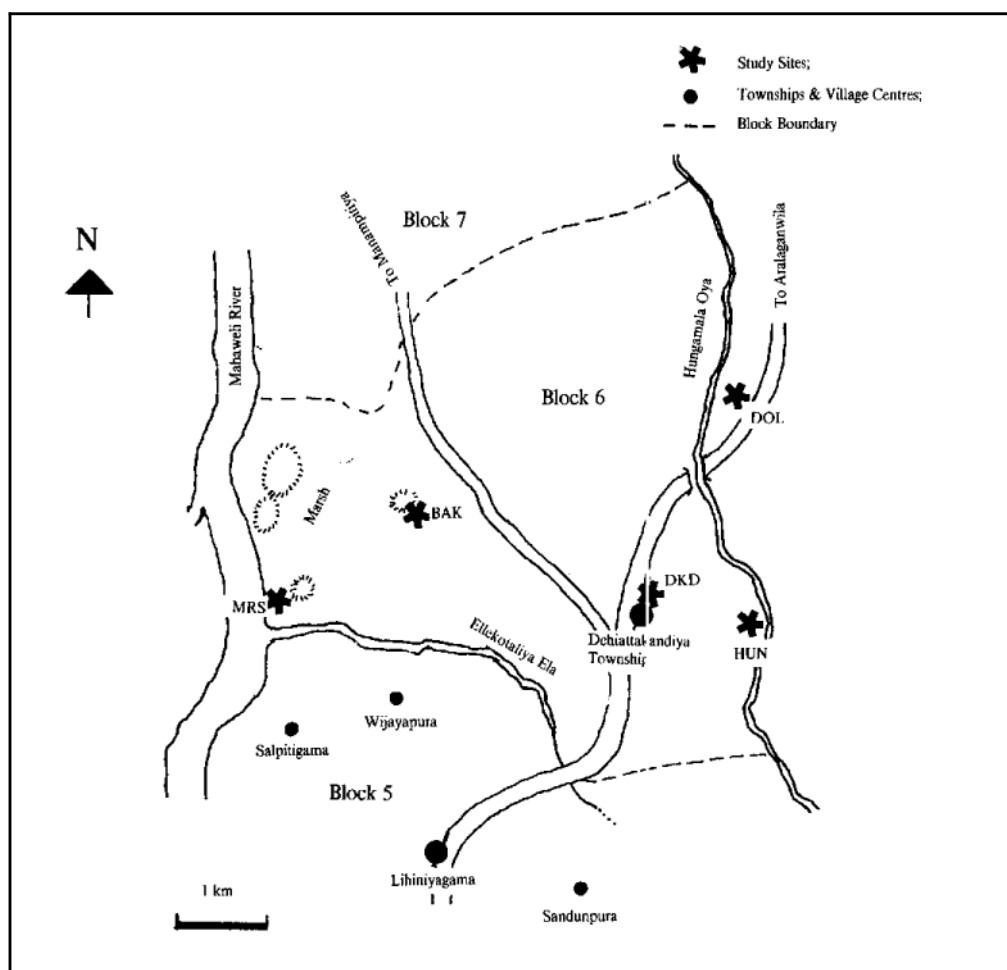 Study Sites;
Townships & Village Centres;
Block Boundary
N
Block 7
To Manampitiya
Mahaweli River
Hungamala Oya
To Aralaganwila
Block 6
DOL
Marsh
BAK
MRS
DKD
Ellekotaliya Ela
Dehiattakandiya
Township
HUN
Wijayapura
Salpitigama
Block 5
Lihiniyagama
1 km
Sandunpura